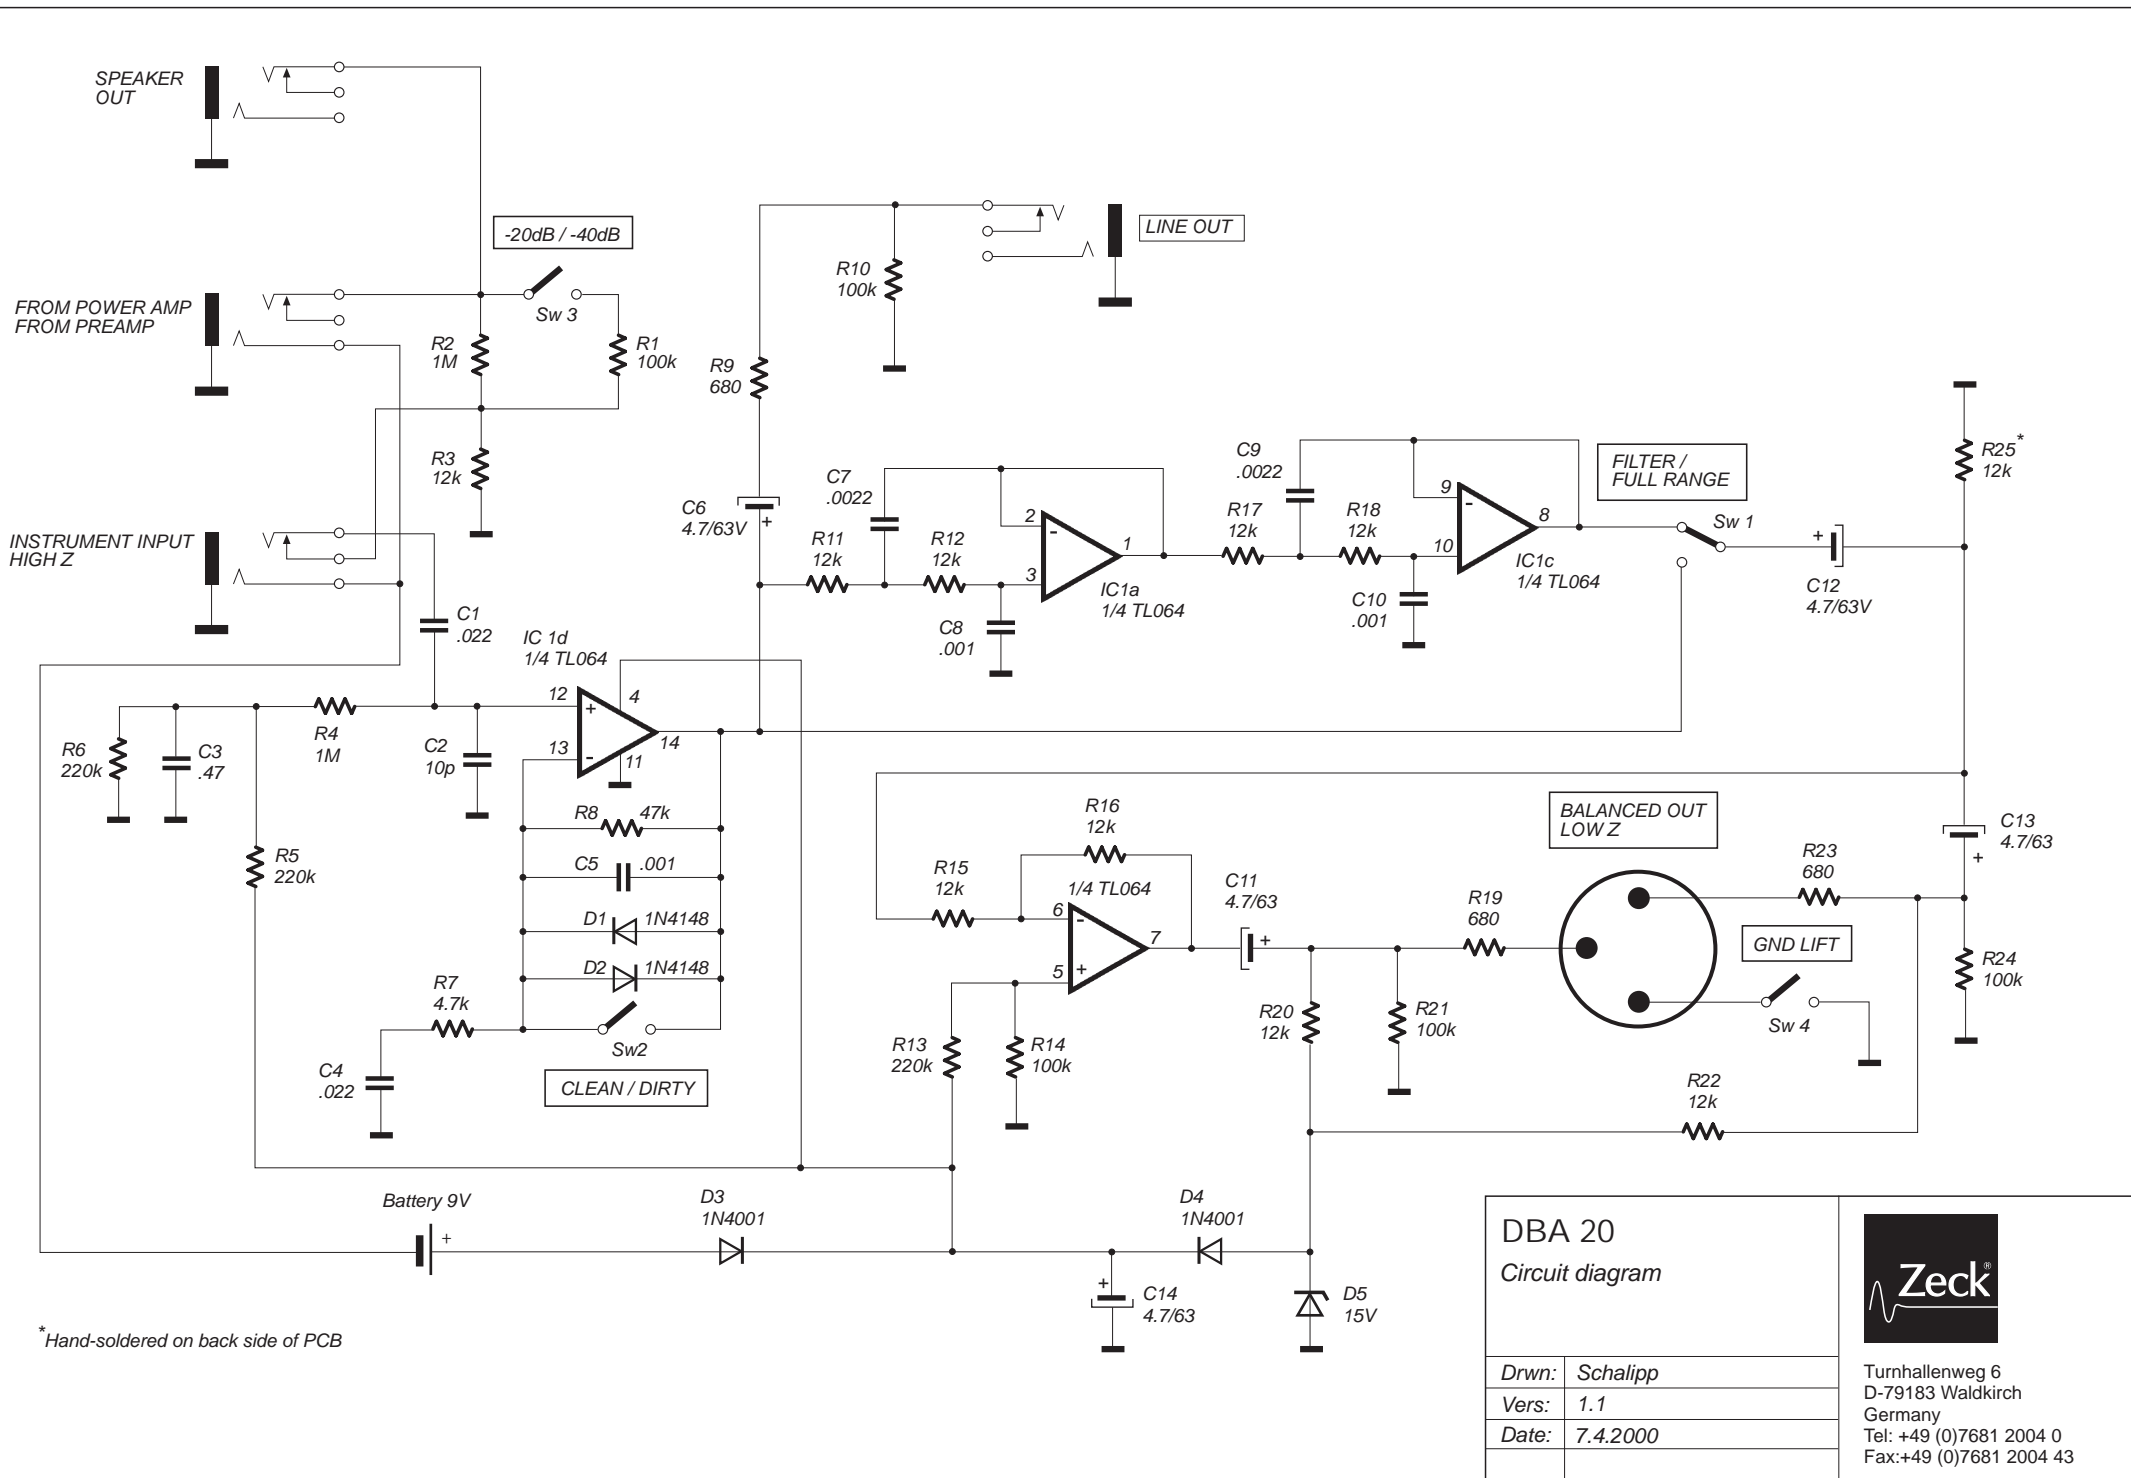 SPEAKER
OUT
-20dB / -40dB
Sw 3
FROM POWER AMP
FROM PREAMP
R2
1M
R1
100k
R3
12k
INSTRUMENT INPUT
HIGH Z
C1
.022
LINE OUT
R10
100k
R9
680
C6
4.7/63V
+
C7
.0022
R11
12k
R12
12k
C8
.001
2
-
3
1
IC1a
1/4 TL064
C9
.0022
R17
12k
R18
12k
C10
.001
9
-
10
8
IC1c
1/4 TL064
FILTER /
FULL RANGE
Sw 1
+
C12
4.7/63V
R25*
12k
IC 1d
1/4 TL064
12
+
4
13
-
11
14
R6
220k
C3
.47
R4
1M
C2
10p
R5
220k
R8
47k
C5
.001
D1
1N4148
D2
1N4148
Sw2
CLEAN / DIRTY
R7
4.7k
C4
.022
R16
12k
R15
12k
1/4 TL064
6
-
5
+
7
R13
220k
R14
100k
C11
4.7/63
+
R20
12k
R21
100k
R19
680
BALANCED OUT
LOW Z
R23
680
GND LIFT
Sw 4
C13
4.7/63
+
R24
100k
R22
12k
Battery 9V
+
D3
1N4001
D4
1N4001
+
C14
4.7/63
D5
15V
*Hand-soldered on back side of PCB
DBA 20
Circuit diagram
Drwn: Schalipp
Vers: 1.1
Date: 7.4.2000
Zeck®
Turnhallenweg 6
D-79183 Waldkirch
Germany
Tel: +49 (0)7681 2004 0
Fax:+49 (0)7681 2004 43